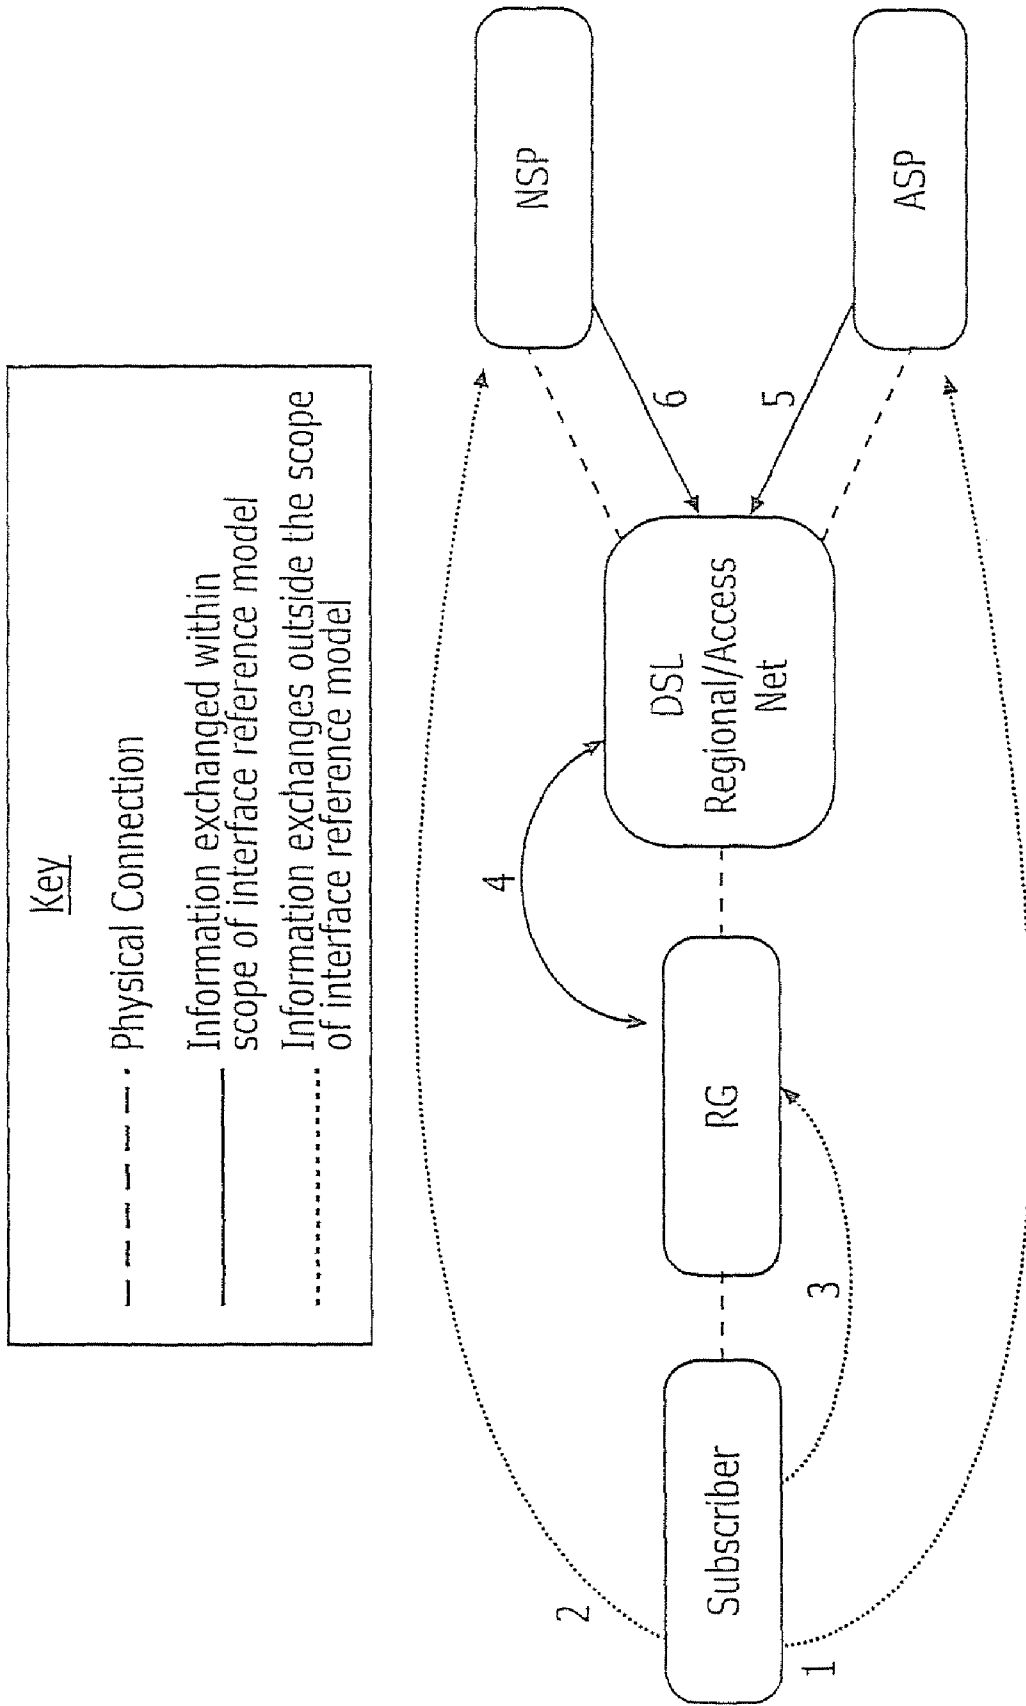 Key
Physical Connection
Information exchanged within
scope of interface reference model
Information exchanges outside the scope
of interface reference model
NSP
ASP
6
5
DSL
Regional/Access
Net
4
RG
3
Subscriber
2
1